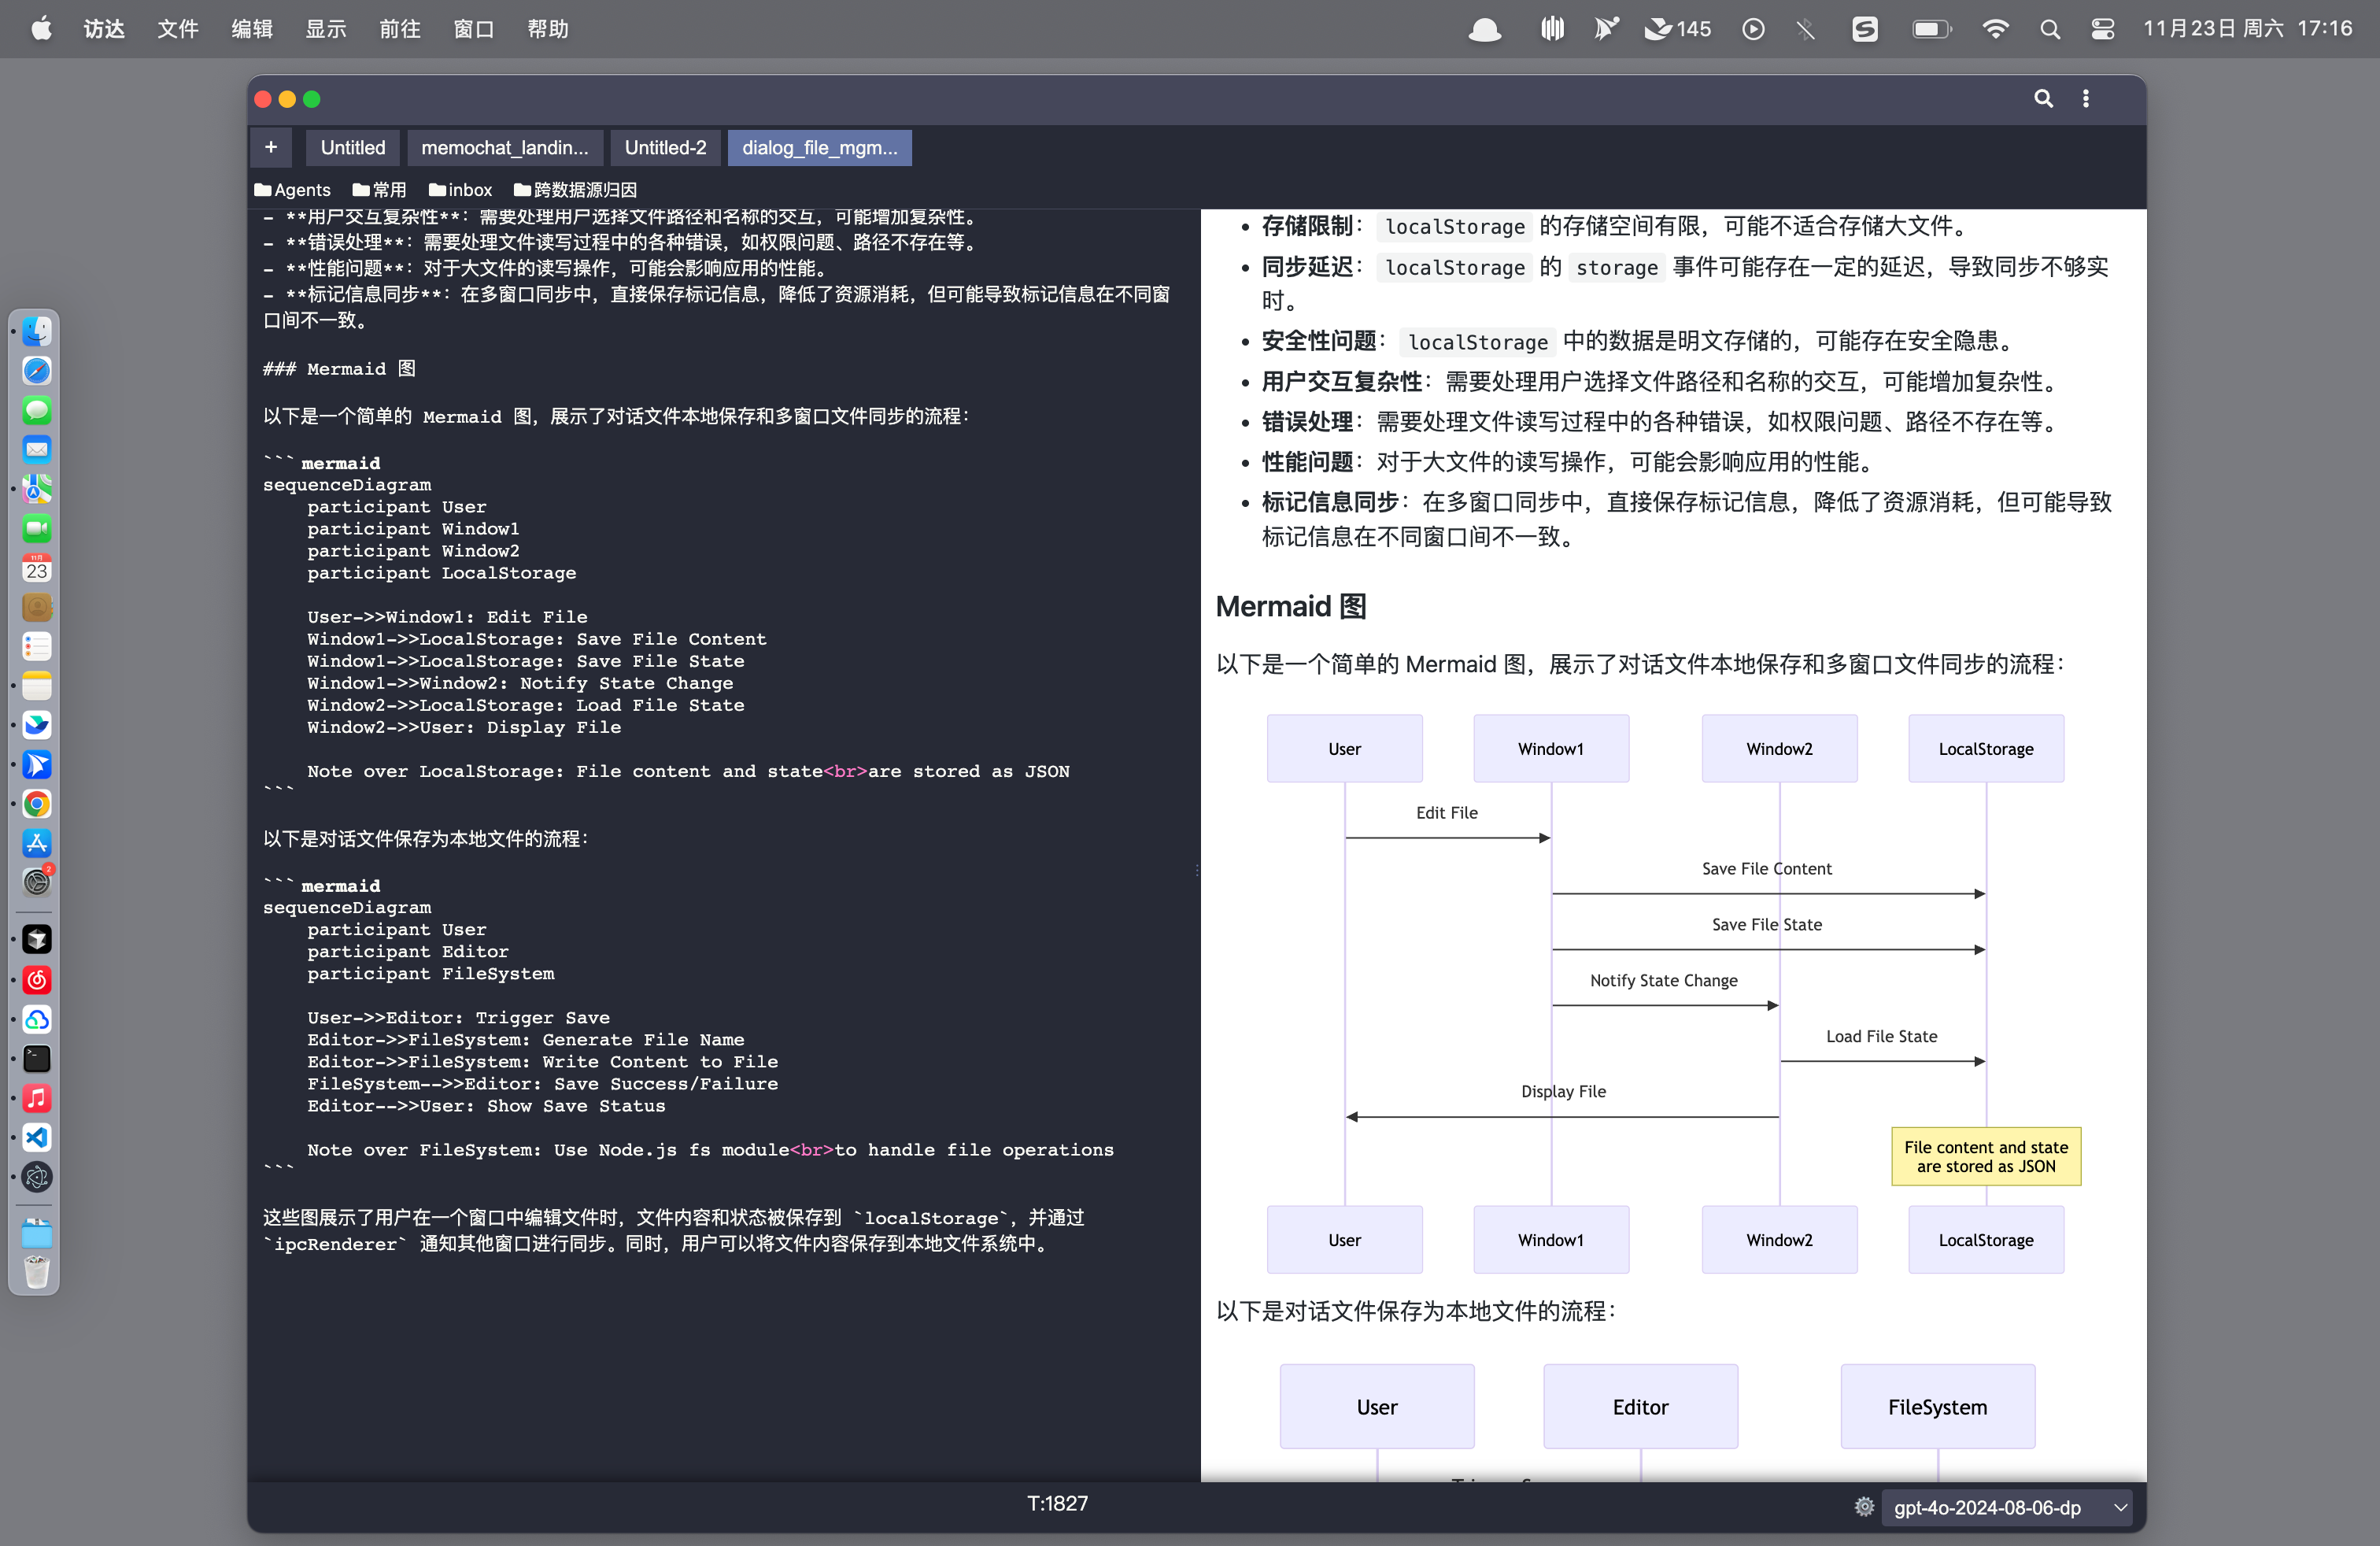 访达 文件 编辑 显示 前往 窗口 帮助
145
11月23日 周六 17:16
+ Untitled memochat_landin... Untitled-2 dialog_file_mgm...
Agents 常用 inbox 跨数据源归因
- **用户交互复杂性**：需要处理用户选择文件路径和名称的交互，可能增加复杂性。
- **错误处理**：需要处理文件读写过程中的各种错误，如权限问题、路径不存在等。
- **性能问题**：对于大文件的读写操作，可能会影响应用的性能。
- **标记信息同步**：在多窗口同步中，直接保存标记信息，降低了资源消耗，但可能导致标记信息在不同窗
口间不一致。
### Mermaid 图
以下是一个简单的 Mermaid 图，展示了对话文件本地保存和多窗口文件同步的流程：
```mermaid
sequenceDiagram
participant User
participant Window1
participant Window2
participant LocalStorage
User->>Window1: Edit File
Window1->>LocalStorage: Save File Content
Window1->>LocalStorage: Save File State
Window1->>Window2: Notify State Change
Window2->>LocalStorage: Load File State
Window2->>User: Display File
Note over LocalStorage: File content and state<br>are stored as JSON
```
以下是对话文件保存为本地文件的流程：
```mermaid
sequenceDiagram
participant User
participant Editor
participant FileSystem
User->>Editor: Trigger Save
Editor->>FileSystem: Generate File Name
Editor->>FileSystem: Write Content to File
FileSystem-->>Editor: Save Success/Failure
Editor-->>User: Show Save Status
Note over FileSystem: Use Node.js fs module<br>to handle file operations
```
这些图展示了用户在一个窗口中编辑文件时，文件内容和状态被保存到 `localStorage`，并通过
`ipcRenderer` 通知其他窗口进行同步。同时，用户可以将文件内容保存到本地文件系统中。
• 存储限制： localStorage 的存储空间有限，可能不适合存储大文件。
• 同步延迟： localStorage 的 storage 事件可能存在一定的延迟，导致同步不够实
时。
• 安全性问题： localStorage 中的数据是明文存储的，可能存在安全隐患。
• 用户交互复杂性：需要处理用户选择文件路径和名称的交互，可能增加复杂性。
• 错误处理：需要处理文件读写过程中的各种错误，如权限问题、路径不存在等。
• 性能问题：对于大文件的读写操作，可能会影响应用的性能。
• 标记信息同步：在多窗口同步中，直接保存标记信息，降低了资源消耗，但可能导致
标记信息在不同窗口间不一致。
Mermaid 图
以下是一个简单的 Mermaid 图，展示了对话文件本地保存和多窗口文件同步的流程：
User Window1 Window2 LocalStorage
Edit File
Save File Content
Save File State
Notify State Change
Load File State
Display File
File content and state
are stored as JSON
User Window1 Window2 LocalStorage
以下是对话文件保存为本地文件的流程：
User Editor FileSystem
T:1827
gpt-4o-2024-08-06-dp
11月
23
2